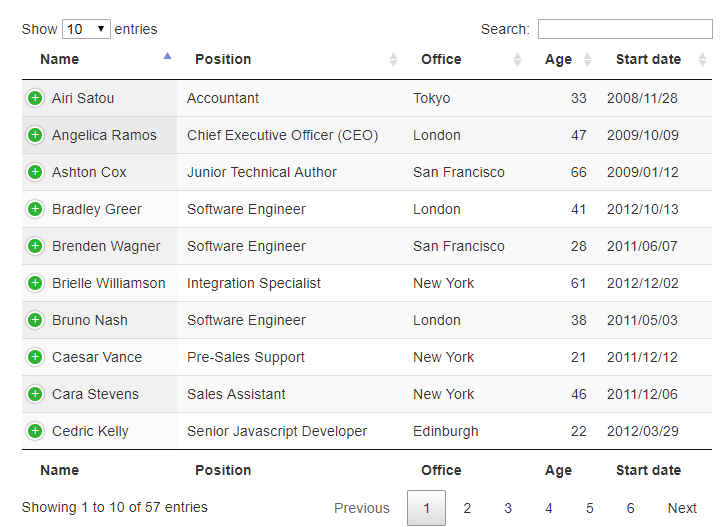 Show 10 entries Search:
Name Position Office Age Start date
Airi Satou Accountant Tokyo 33 2008/11/28
Angelica Ramos Chief Executive Officer (CEO) London 47 2009/10/09
Ashton Cox Junior Technical Author San Francisco 66 2009/01/12
Bradley Greer Software Engineer London 41 2012/10/13
Brenden Wagner Software Engineer San Francisco 28 2011/06/07
Brielle Williamson Integration Specialist New York 61 2012/12/02
Bruno Nash Software Engineer London 38 2011/05/03
Caesar Vance Pre-Sales Support New York 21 2011/12/12
Cara Stevens Sales Assistant New York 46 2011/12/06
Cedric Kelly Senior Javascript Developer Edinburgh 22 2012/03/29
Name Position Office Age Start date
Showing 1 to 10 of 57 entries Previous 1 2 3 4 5 6 Next